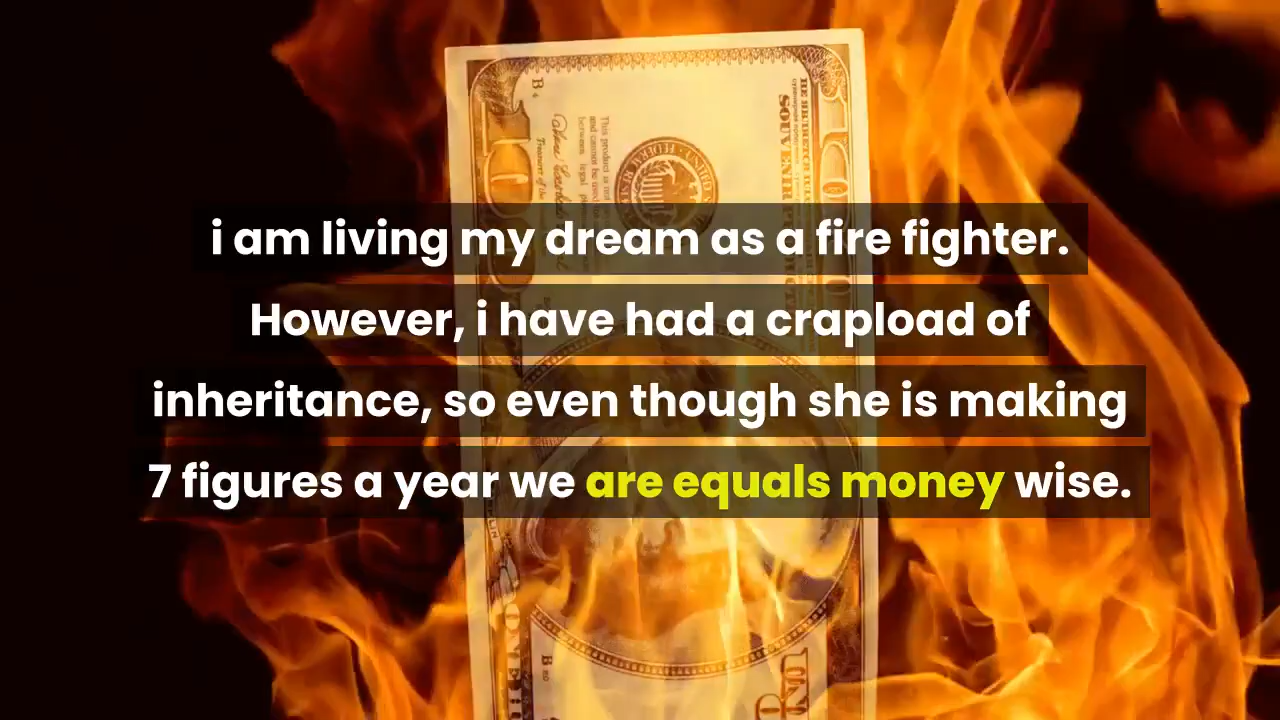 i am living my dream as a fire fighter.
However, i have had a crapload of
inheritance, so even though she is making
7 figures a year we are equals money wise.